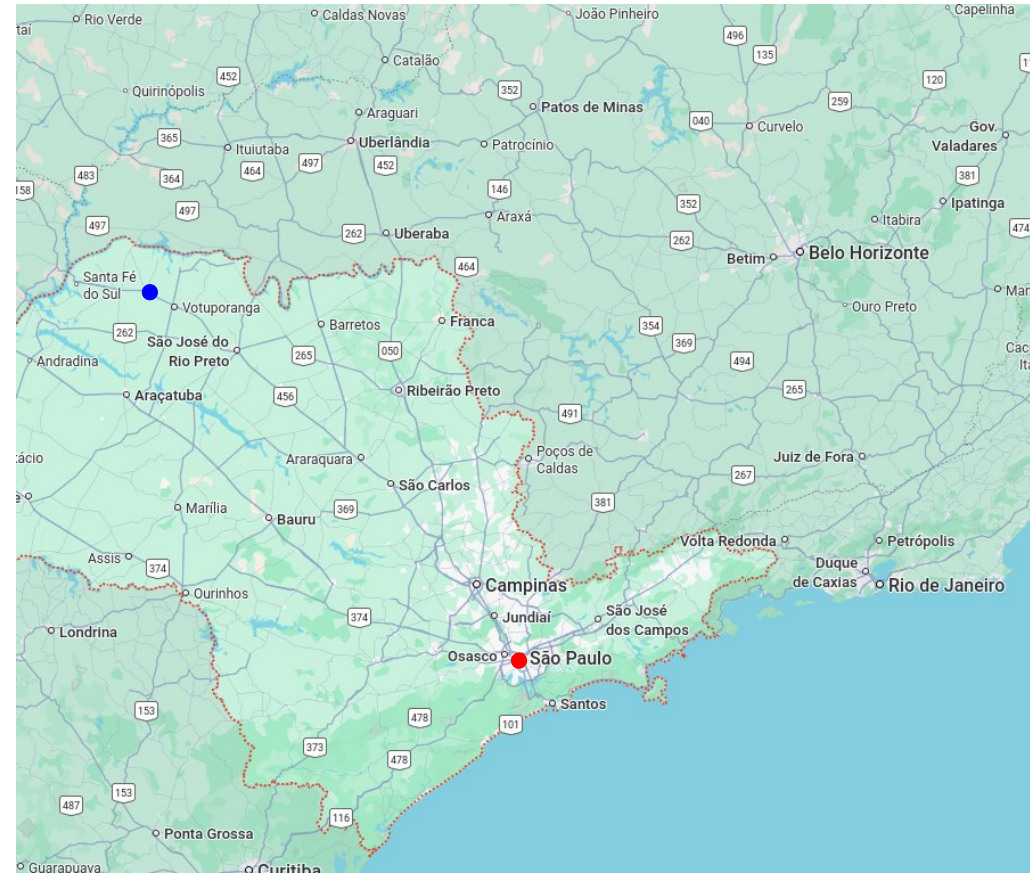 Rio Verde
Caldas Novas
João Pinheiro
Capelinha
taí
496
135
Catalão
452
120
Quirinópolis
352
259
Araguari
Patos de Minas
040
Curvelo
Gov.
Valadares
365
Uberlândia
Ituiutaba
497
452
Patrocínio
464
483
364
381
158
146
Ipatinga
497
352
Araxá
Itabira
497
474
262
Uberaba
262
Belo Horizonte
Betim
464
Santa Fé
do Sul
Votuporanga
Ouro Preto
Franca
Barretos
354
262
São José do
Rio Preto
369
050
265
494
Andradina
Ribeirão Preto
265
Araçatuba
456
491
Araraquara
Poços de
Caldas
Juiz de Fora
tácio
267
São Carlos
381
Marília
369
Bauru
Volta Redonda
Petrópolis
Assis
374
Duque
de Caxias
Campinas
Rio de Janeiro
Ourinhos
374
Jundiaí
São José
dos Campos
Londrina
Osasco
São Paulo
Santos
153
478
101
373
478
153
487
116
Ponta Grossa
Guarapuava
Curitiba